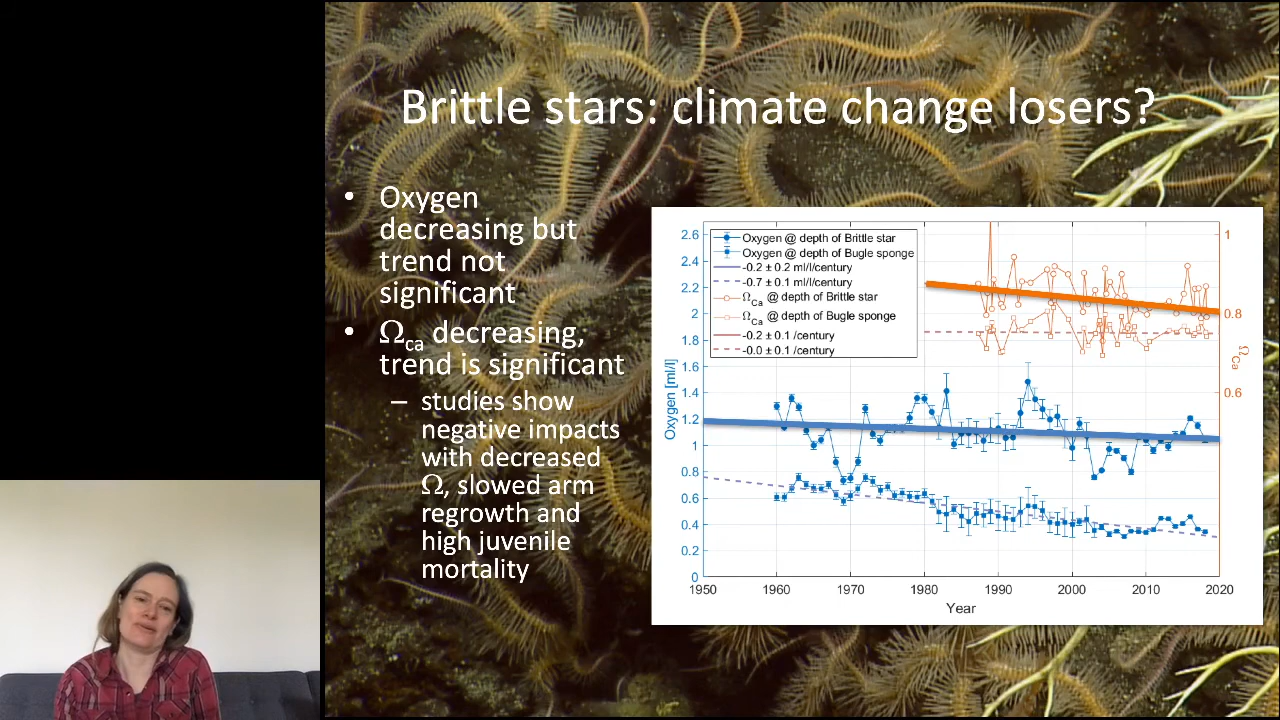 Brittle stars: climate change losers?
• Oxygen
decreasing but
trend not
significant
• Ωca decreasing,
trend is significant
– studies show
negative impacts
with decreased
Ω, slowed arm
regrowth and
high juvenile
mortality
Oxygen @ depth of Brittle star
Oxygen @ depth of Bugle sponge
-0.2 ± 0.2 ml/l/century
-0.7 ± 0.1 ml/l/century
ΩCa @ depth of Brittle star
ΩCa @ depth of Bugle sponge
-0.2 ± 0.1 /century
-0.0 ± 0.1 /century
Oxygen [ml/l]
2.6
2.4
2.2
2
1.8
1.6
1.4
1.2
1
0.8
0.6
0.4
0.2
0
1
0.8
0.6
ΩCa
1950 1960 1970 1980 1990 2000 2010 2020
Year